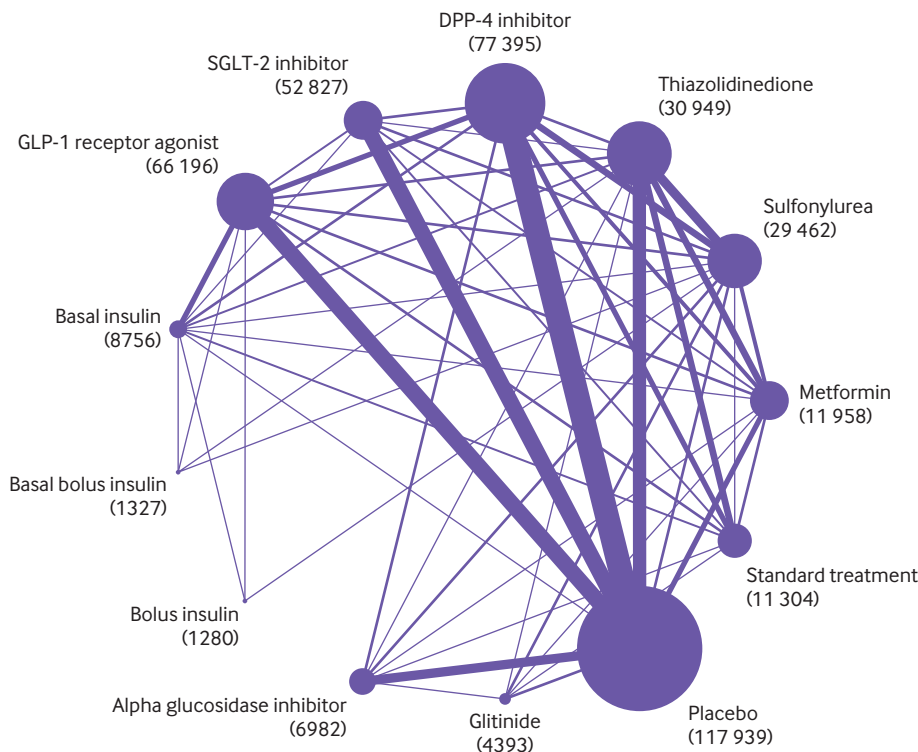 DPP-4 inhibitor
(77 395)
SGLT-2 inhibitor
(52 827)
Thiazolidinedione
(30 949)
GLP-1 receptor agonist
(66 196)
Sulfonylurea
(29 462)
Basal insulin
(8756)
Metformin
(11 958)
Basal bolus insulin
(1327)
Standard treatment
(11 304)
Bolus insulin
(1280)
Alpha glucosidase inhibitor
(6982)
Glitinide
(4393)
Placebo
(117 939)